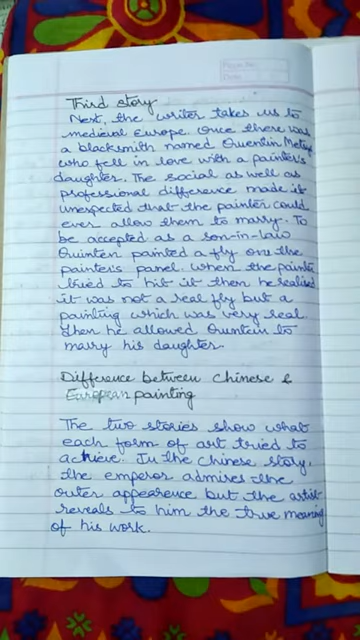 Page No.
Date
Third story
Next, the writer takes us to
medieval Europe. Once there was
a blacksmith named Quentin Metsys
who fell in love with a painter's
daughter. The social as well as
professional difference made it
unexpected that the painter could
ever allow them to marry. To
be accepted as a son-in-law
Quinten painted a fly on the
painter's panel. When the painter
tried to hit it then he realised
it was not a real fly but a
painting which was very real.
Then he allowed Quentein to
marry his daughter.
Difference between Chinese &
European painting
The two stories show what
each form of art tried to
achieve. In the Chinese story,
the emperor admires the
outer appearence but the artist
reveals to him the true meaning
of his work.